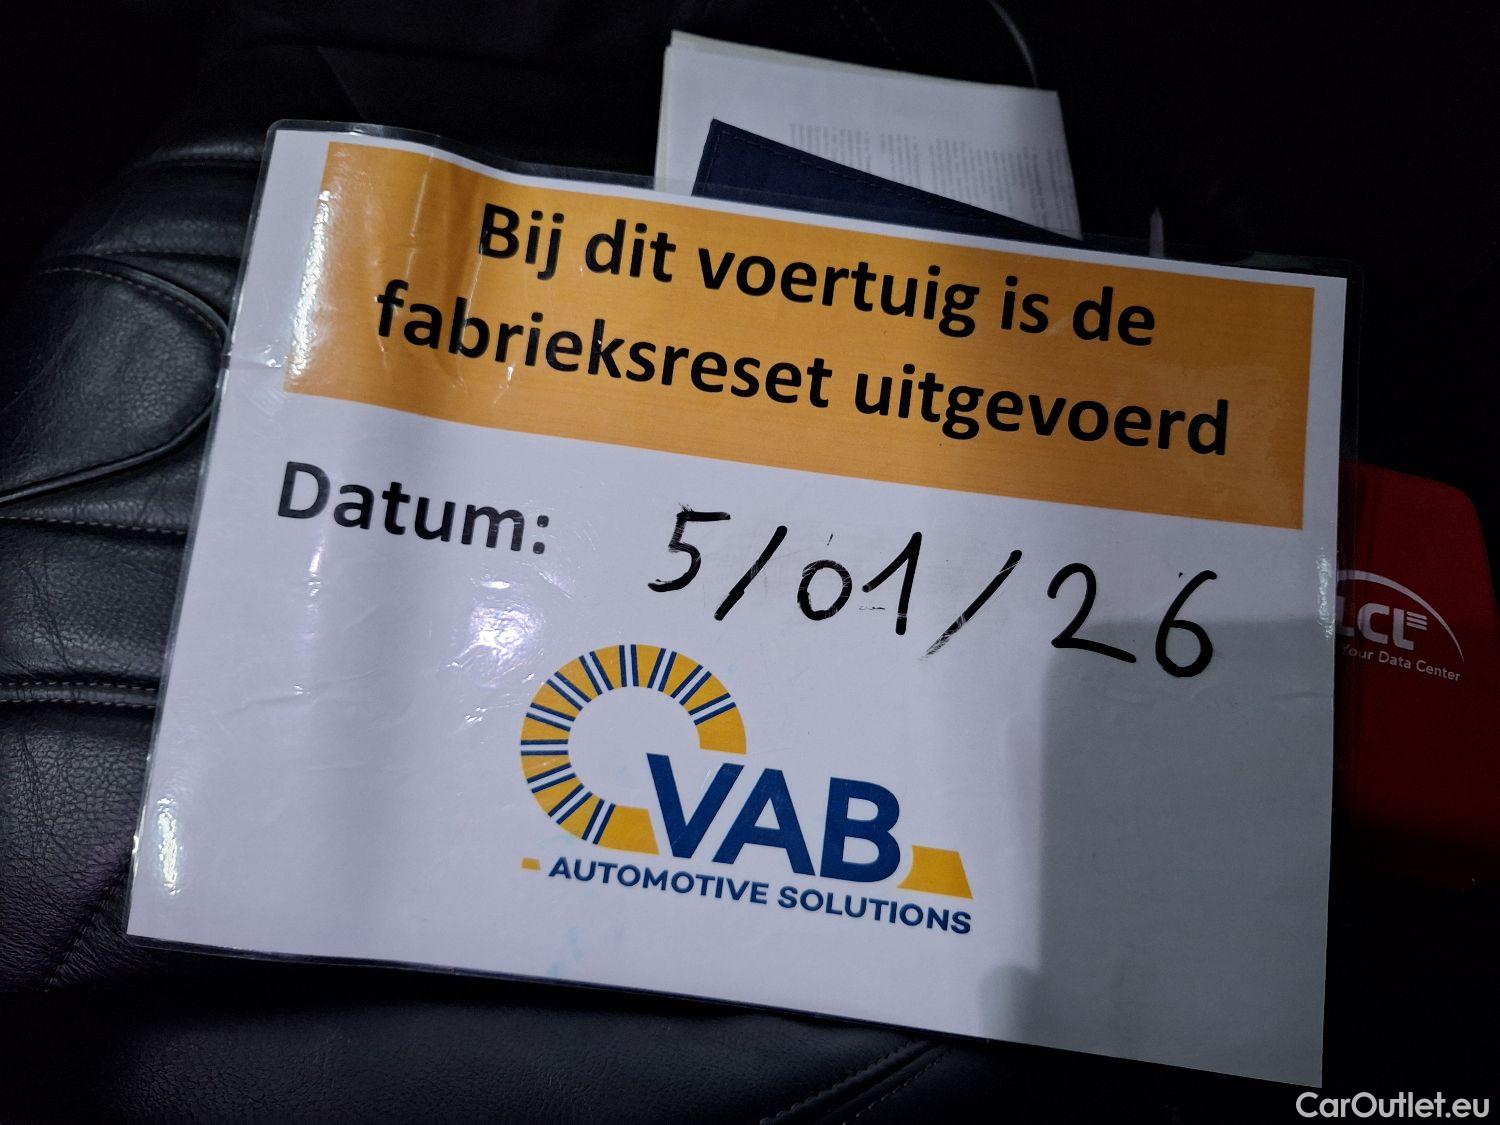 Bij dit voertuig is de
fabrieksreset uitgevoerd
Datum: 5/01/26
VAB
AUTOMOTIVE SOLUTIONS
LCL
Your Data Center
CarOutlet.eu